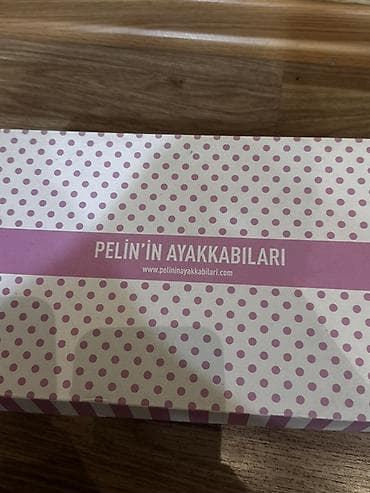 PELİN'İN AYAKKABILARI
www.pelininayakkabilari.com